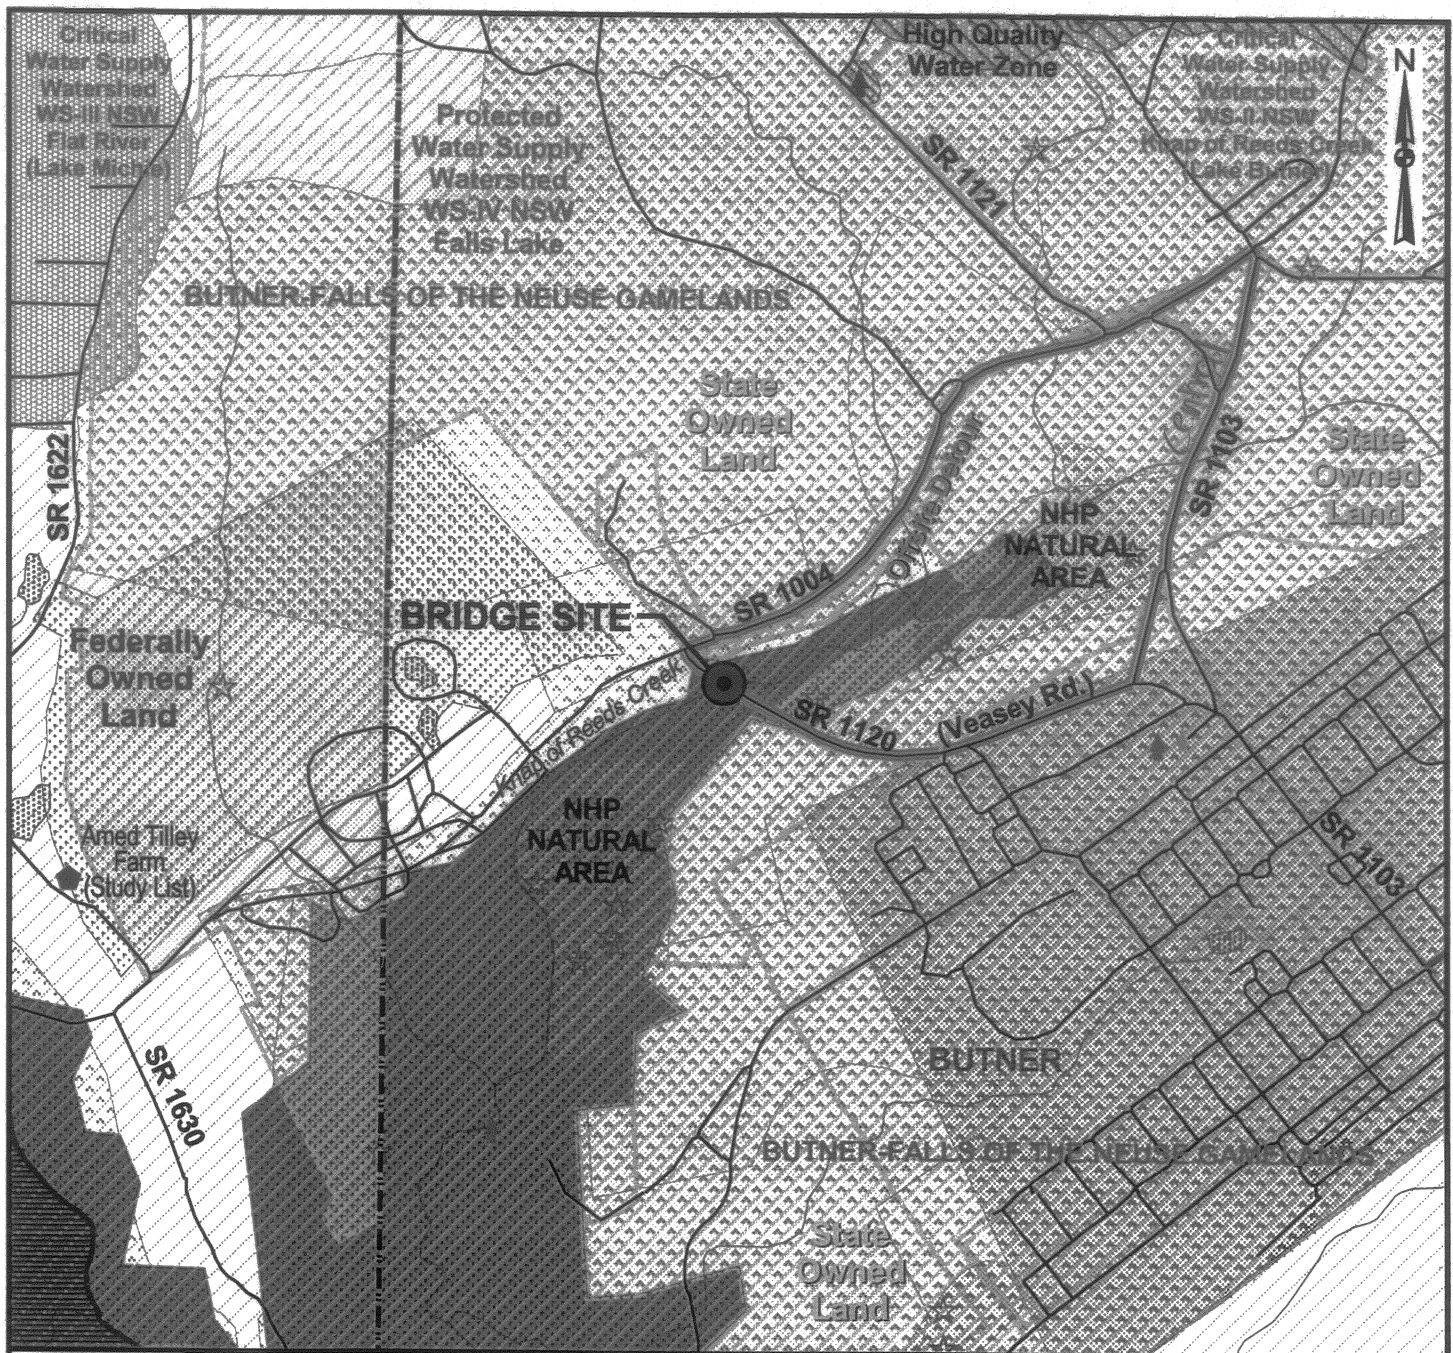 Critical
Water Supply
Watershed
WS-III NSW
Flat River
(Lake Michie)
Protected
Water Supply
Watershed
WS-IV NSW
Falls Lake
High Quality
Water Zone
Critical
Water Supply
Watershed
WS-II NSW
Knap of Reeds Creek
(Lake Butner)
N
SR 1121
BUTNER-FALLS OF THE NEUSE GAMELANDS
State
Owned
Land
SR 1622
SR 1103
State
Owned
Land
Offsite Detour
NHP
NATURAL
AREA
SR 1004
BRIDGE SITE
Federally
Owned
Land
Knap of Reeds Creek
SR 1120
(Veasey Rd.)
NHP
NATURAL
AREA
Amed Tilley
Farm
(Study List)
SR 1103
SR 1630
BUTNER
BUTNER-FALLS OF THE NEUSE GAMELANDS
State
Owned
Land